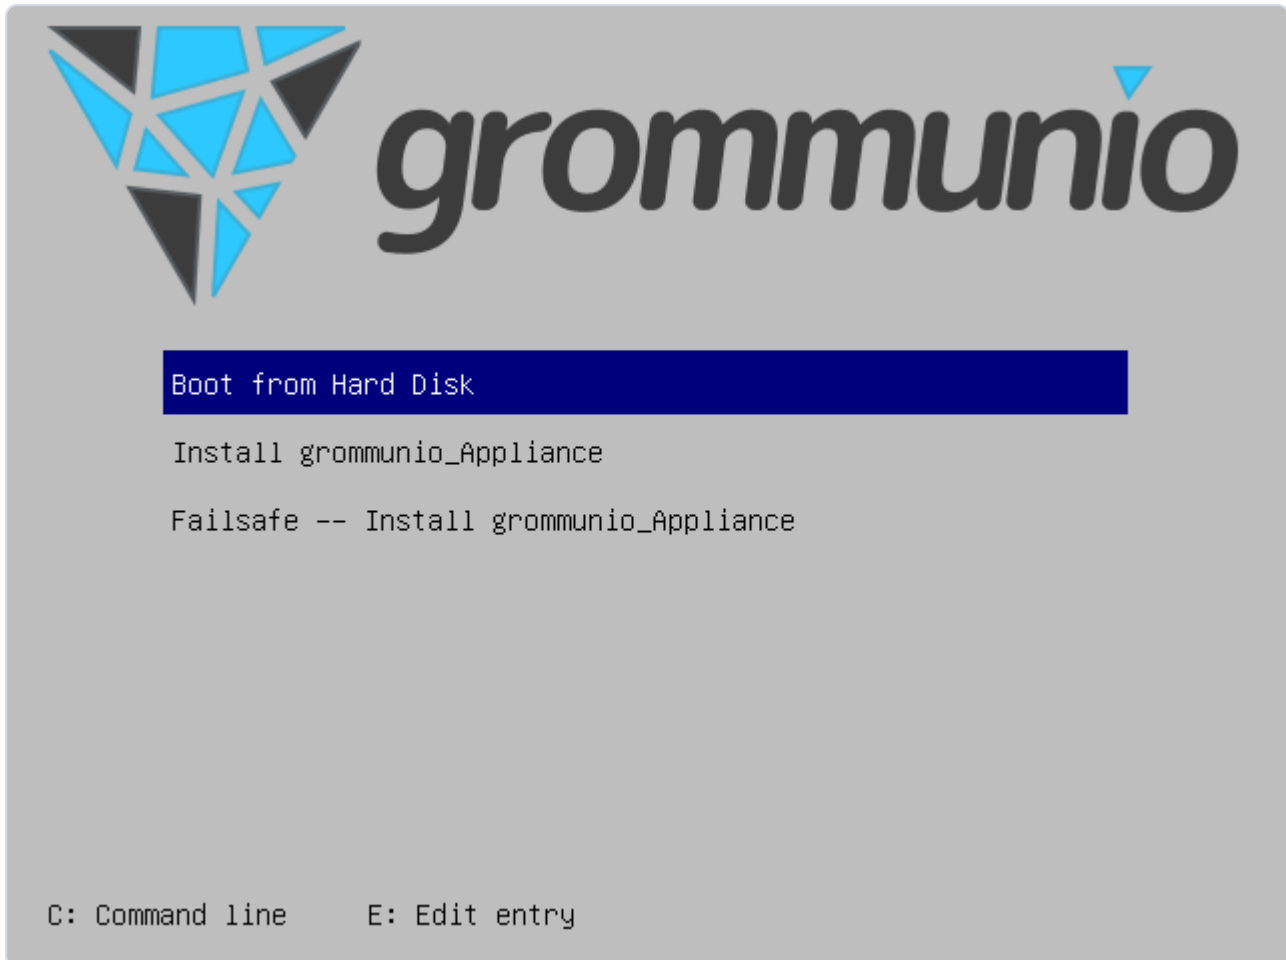 grommunio
Boot from Hard Disk
Install grommunio_Appliance
Failsafe -- Install grommunio_Appliance
C: Command line E: Edit entry